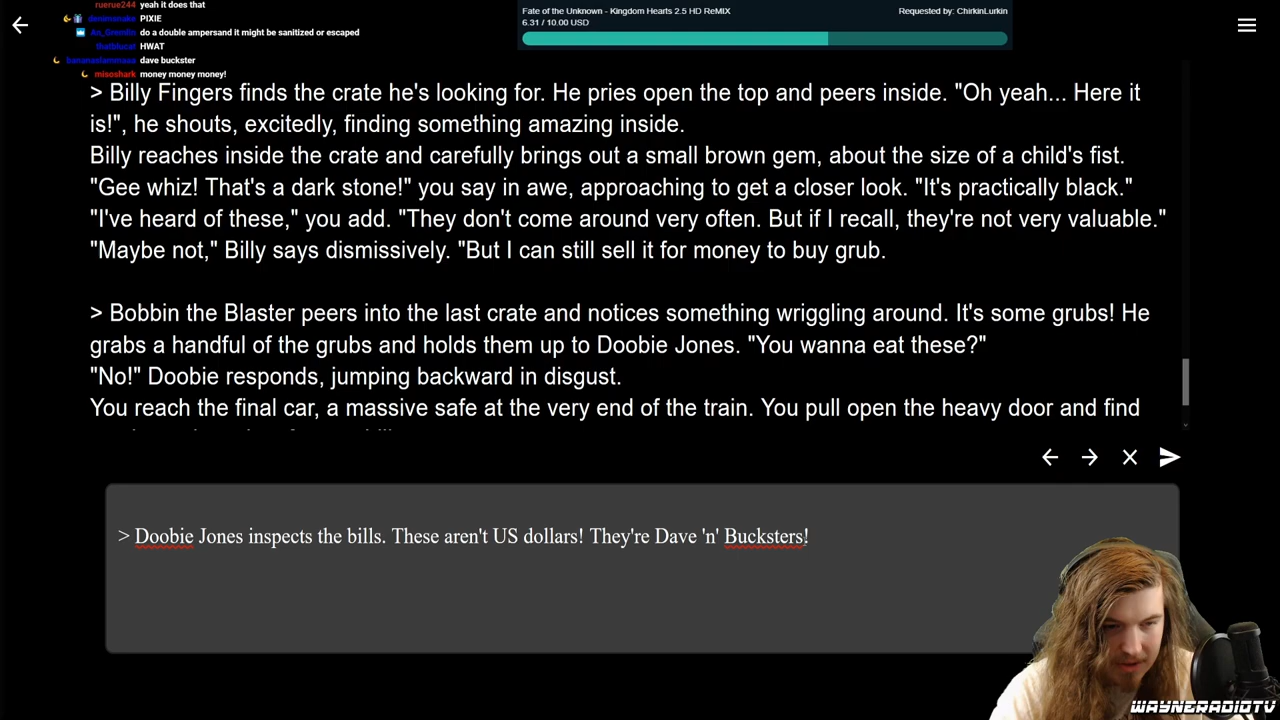 ruerue244 yeah it does that
PIXIE
An_Gremlin do a double ampersand it might be sanitized or escaped
thatblucat HWAT
dave buckster
misoshark money money money!
Fate of the Unknown - Kingdom Hearts 2.5 HD ReMIX
Requested by: ChirkinLurkin
6.31 / 10.00 USD
> Billy Fingers finds the crate he's looking for. He pries open the top and peers inside. "Oh yeah... Here it
is!", he shouts, excitedly, finding something amazing inside.
Billy reaches inside the crate and carefully brings out a small brown gem, about the size of a child's fist.
"Gee whiz! That's a dark stone!" you say in awe, approaching to get a closer look. "It's practically black."
"I've heard of these," you add. "They don't come around very often. But if I recall, they're not very valuable."
"Maybe not," Billy says dismissively. "But I can still sell it for money to buy grub.
> Bobbin the Blaster peers into the last crate and notices something wriggling around. It's some grubs! He
grabs a handful of the grubs and holds them up to Doobie Jones. "You wanna eat these?"
"No!" Doobie responds, jumping backward in disgust.
You reach the final car, a massive safe at the very end of the train. You pull open the heavy door and find
> Doobie Jones inspects the bills. These aren't US dollars! They're Dave 'n' Bucksters!
WAYNERADIOTV